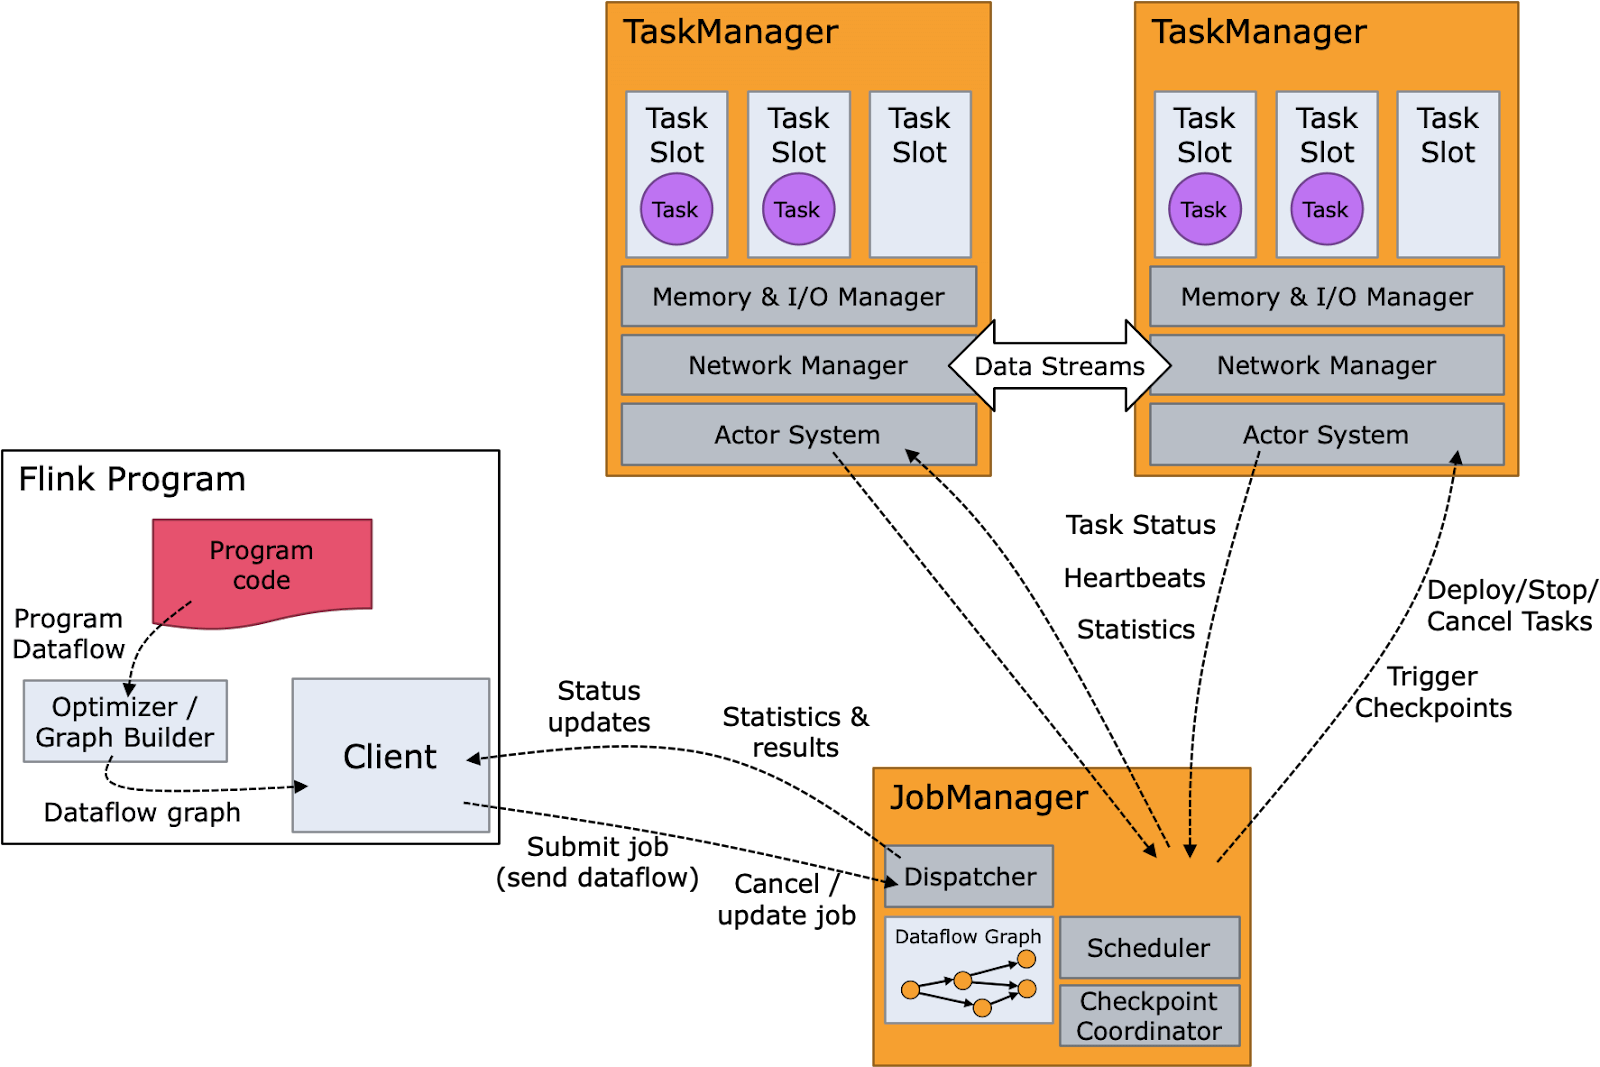 TaskManager
Task
Slot
Task
Task
Slot
Task
Task
Slot
Memory & I/O Manager
Network Manager
Actor System
Data Streams
TaskManager
Task
Slot
Task
Task
Slot
Task
Task
Slot
Memory & I/O Manager
Network Manager
Actor System
Flink Program
Program
code
Program
Dataflow
Optimizer /
Graph Builder
Dataflow graph
Client
Status
updates
Statistics &
results
Submit job
(send dataflow)
Cancel /
update job
Task Status
Heartbeats
Statistics
Deploy/Stop/
Cancel Tasks
Trigger
Checkpoints
JobManager
Dispatcher
Dataflow Graph
Scheduler
Checkpoint
Coordinator